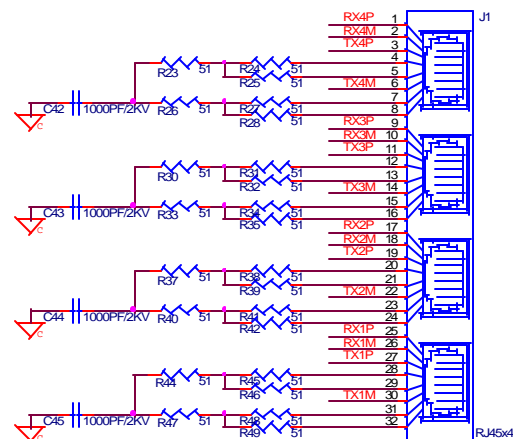 RX4P 1 J1
RX4M 2
TX4P 3
4
R23 51 R24 51
R25 51 5
TX4M 6
7
C42 1000PF/2KV R26 51 R27 51
R28 51 8
RX3P 9
RX3M 10
TX3P 11
12
R30 51 R31 51
R32 51 13
TX3M 14
15
C43 1000PF/2KV R33 51 R34 51
R35 51 16
RX2P 17
RX2M 18
TX2P 19
20
R37 51 R38 51
R39 51 21
TX2M 22
23
C44 1000PF/2KV R40 51 R41 51
R42 51 24
RX1P 25
RX1M 26
TX1P 27
28
R44 51 R45 51
R46 51 29
TX1M 30
31
C45 1000PF/2KV R47 51 R48 51
R49 51 32
RJ45x4